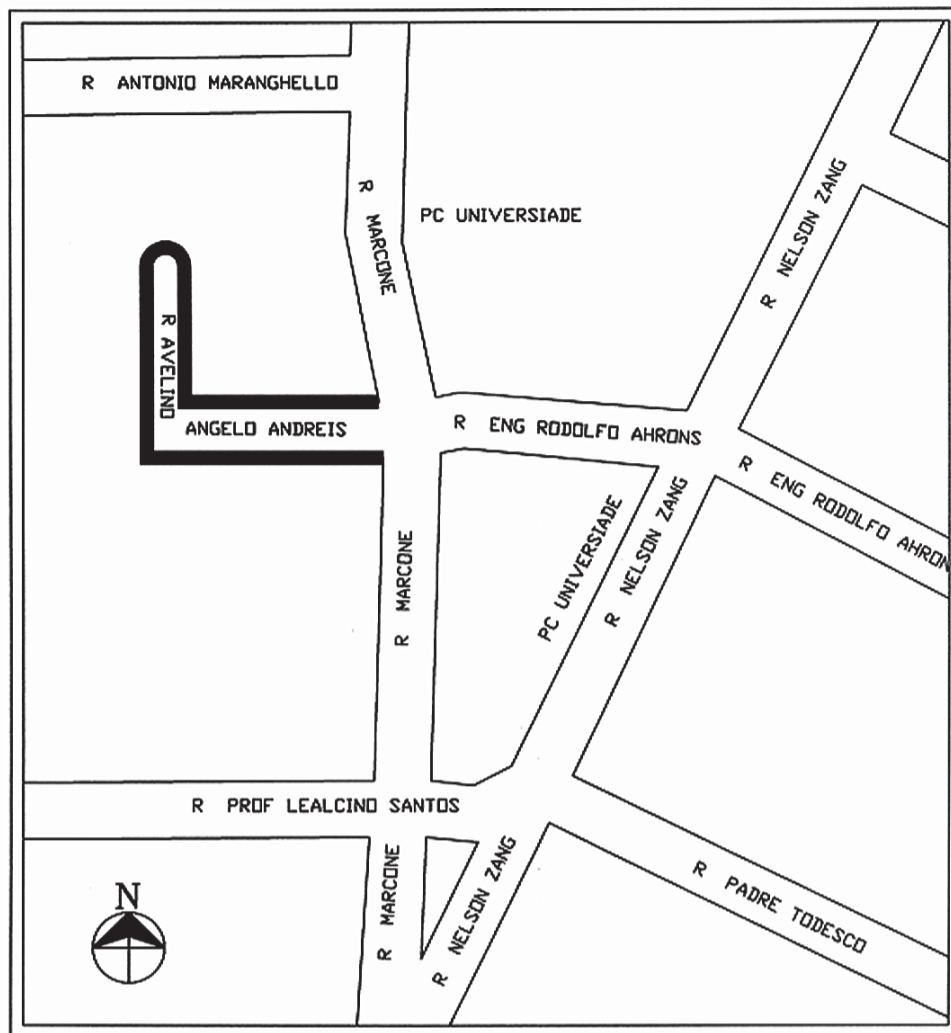 R ANTONIO MARANGHELLO
R MARCONE
PC UNIVERSIADE
R NELSON ZANG
R AVELINO
ANGELO ANDREIS
R ENG RODOLFO AHRONS
R ENG RODOLFO AHRON
R MARCONE
PC UNIVERSIADE
R NELSON ZANG
R PROF LEALCINO SANTOS
R MARCONE
R NELSON ZANG
R PADRE TODESCO
N